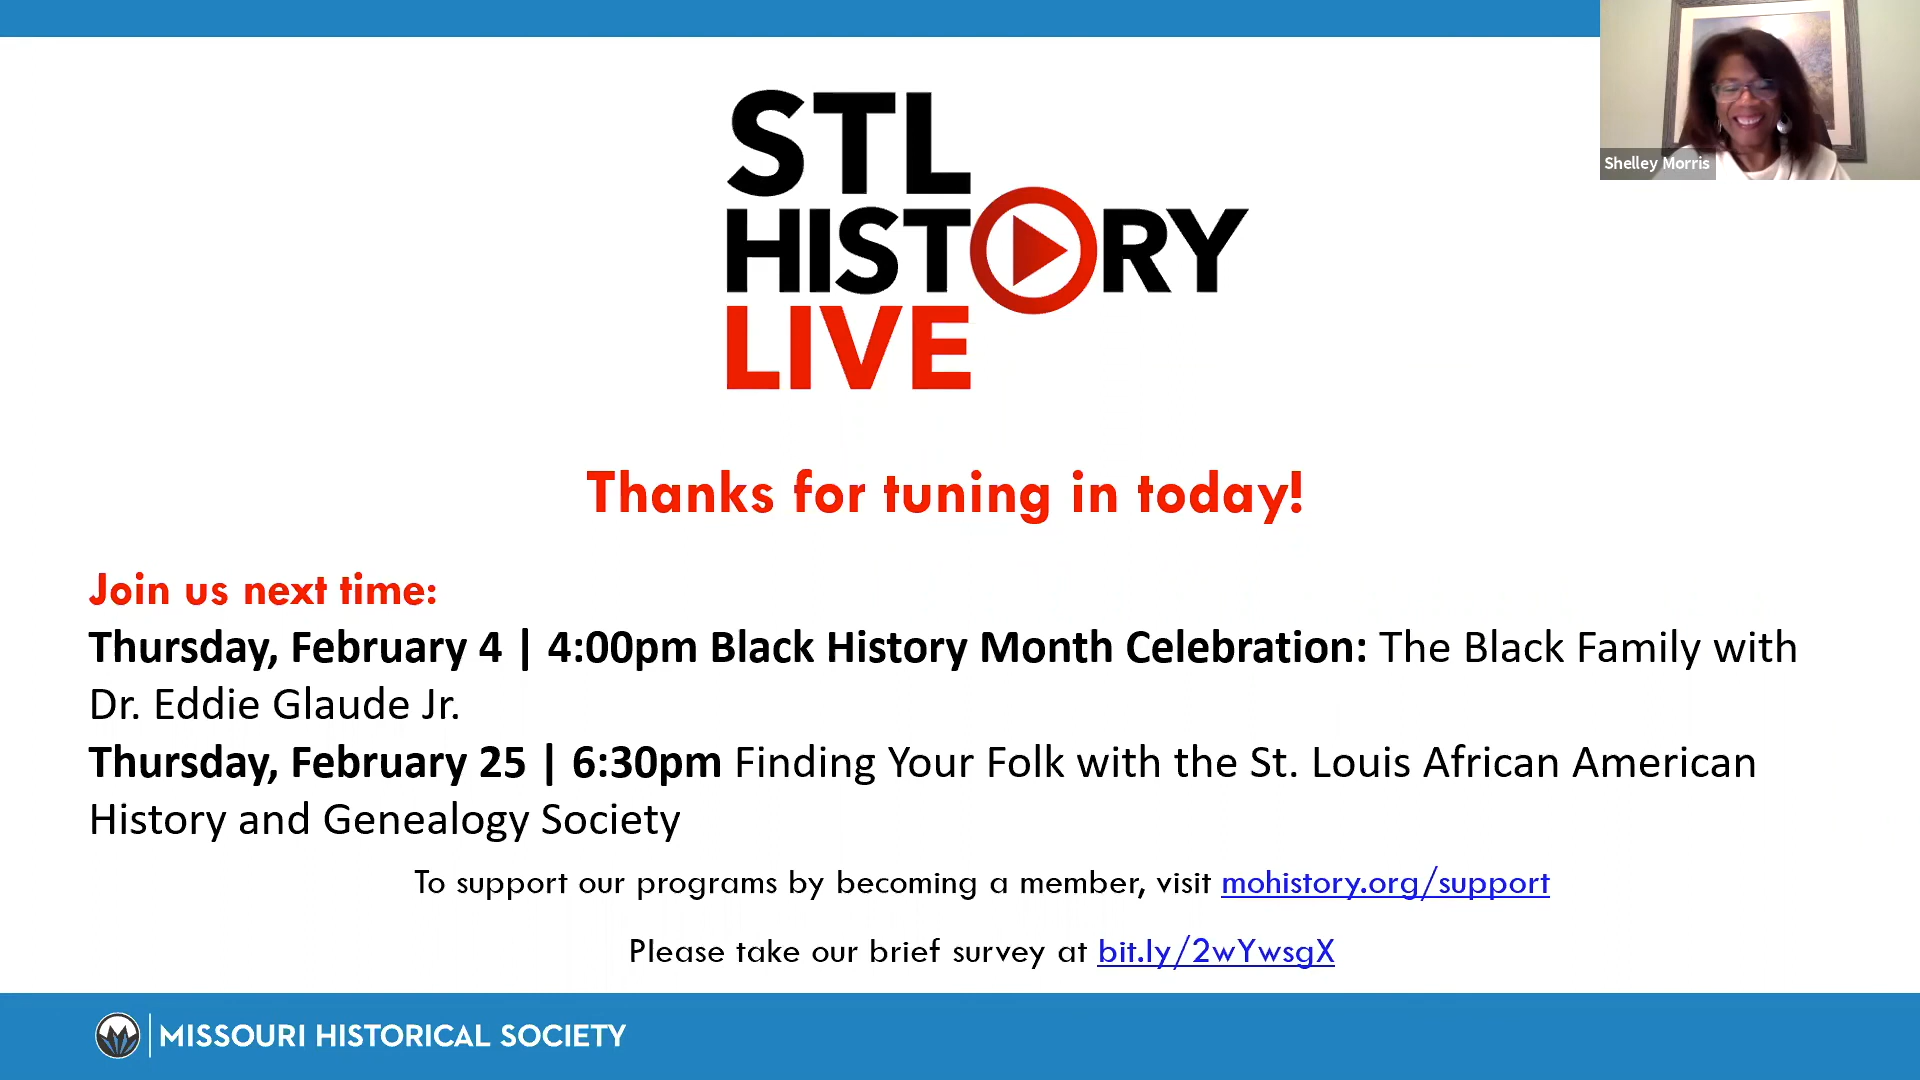 STL
HISTORY
LIVE
Shelley Morris
Thanks for tuning in today!
Join us next time:
Thursday, February 4 | 4:00pm Black History Month Celebration: The Black Family with
Dr. Eddie Glaude Jr.
Thursday, February 25 | 6:30pm Finding Your Folk with the St. Louis African American
History and Genealogy Society
To support our programs by becoming a member, visit mohistory.org/support
Please take our brief survey at bit.ly/2wYwsgX
MISSOURI HISTORICAL SOCIETY